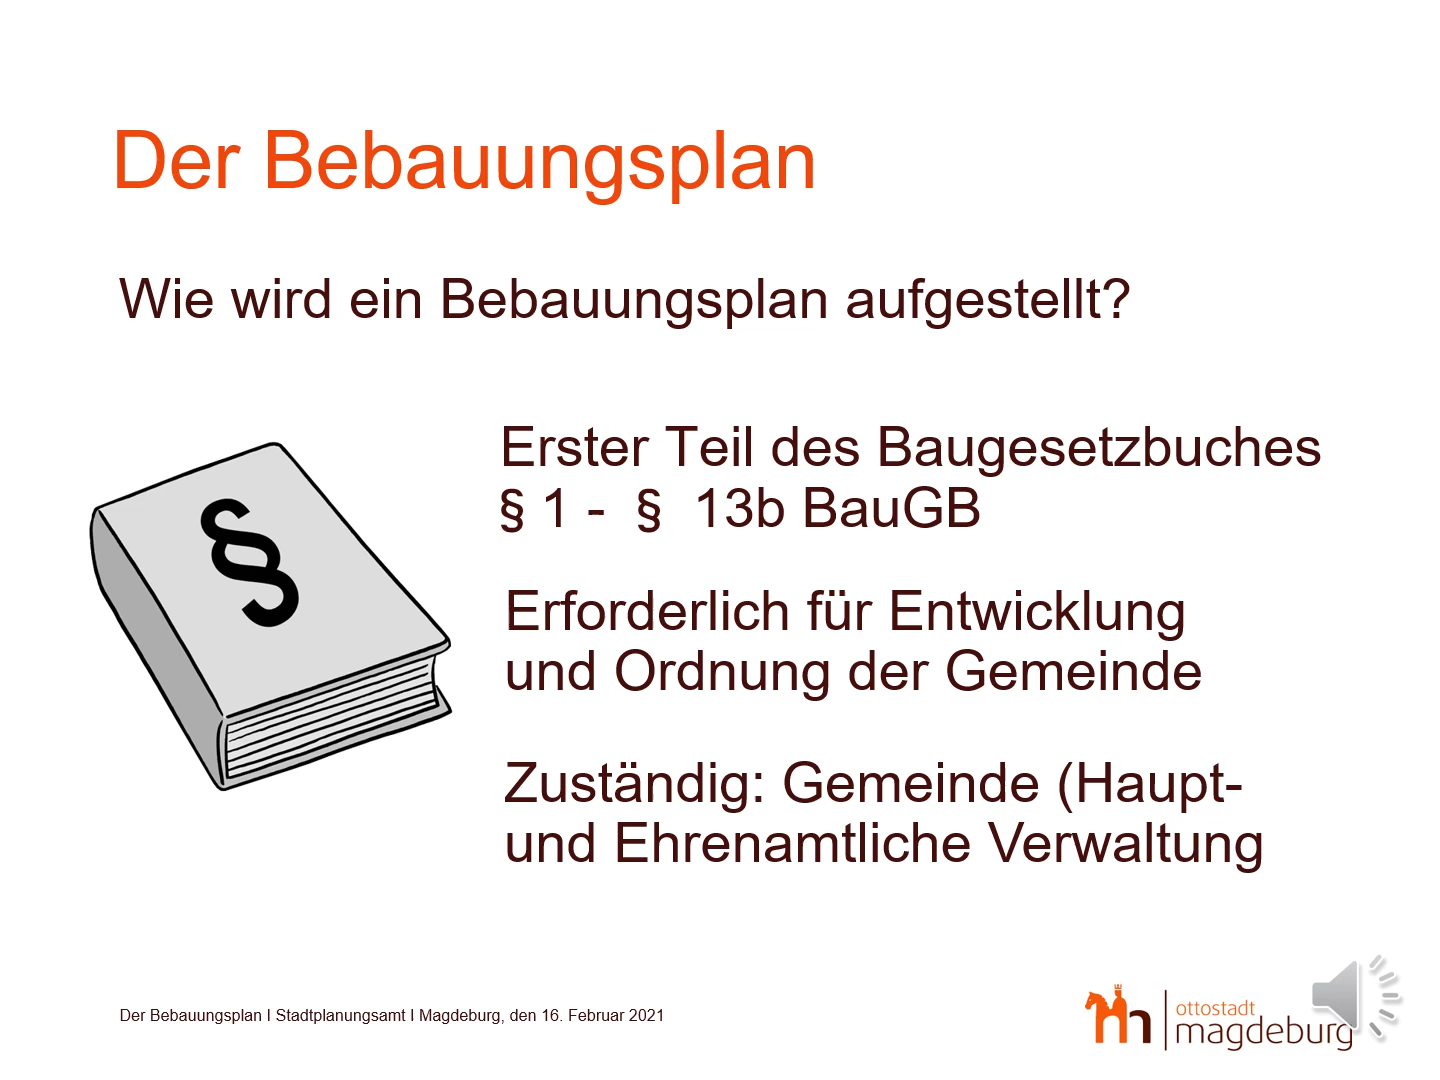 Der Bebauungsplan
Wie wird ein Bebauungsplan aufgestellt?
Erster Teil des Baugesetzbuches
§ 1 - § 13b BauGB
§
Erforderlich für Entwicklung
und Ordnung der Gemeinde
Zuständig: Gemeinde (Haupt-
und Ehrenamtliche Verwaltung
Der Bebauungsplan I Stadtplanungsamt I Magdeburg, den 16. Februar 2021
ottostadt
magdeburg